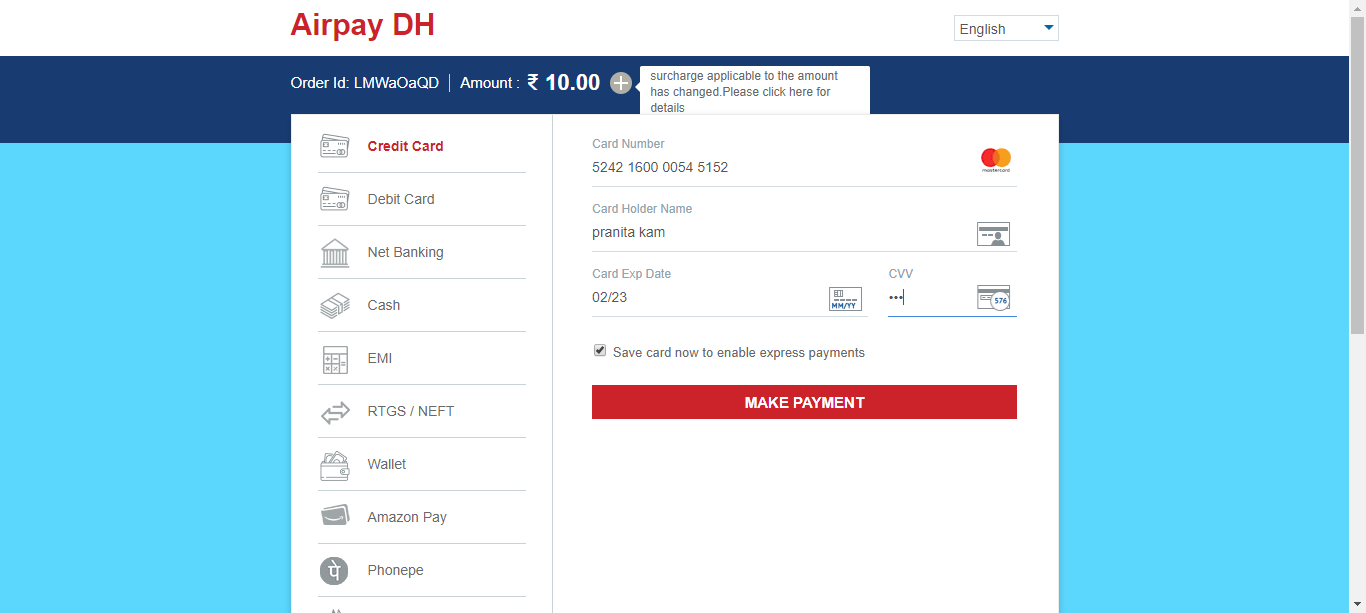 Airpay DH
English
Order Id: LMWaOaQD Amount : ₹ 10.00
surcharge applicable to the amount
has changed.Please click here for
details
Credit Card
Debit Card
Net Banking
Cash
EMI
RTGS / NEFT
Wallet
Amazon Pay
Phonepe
Card Number
5242 1600 0054 5152
mastercard
Card Holder Name
pranita kam
Card Exp Date
02/23
MM/YY
CVV
•••
576
Save card now to enable express payments
MAKE PAYMENT